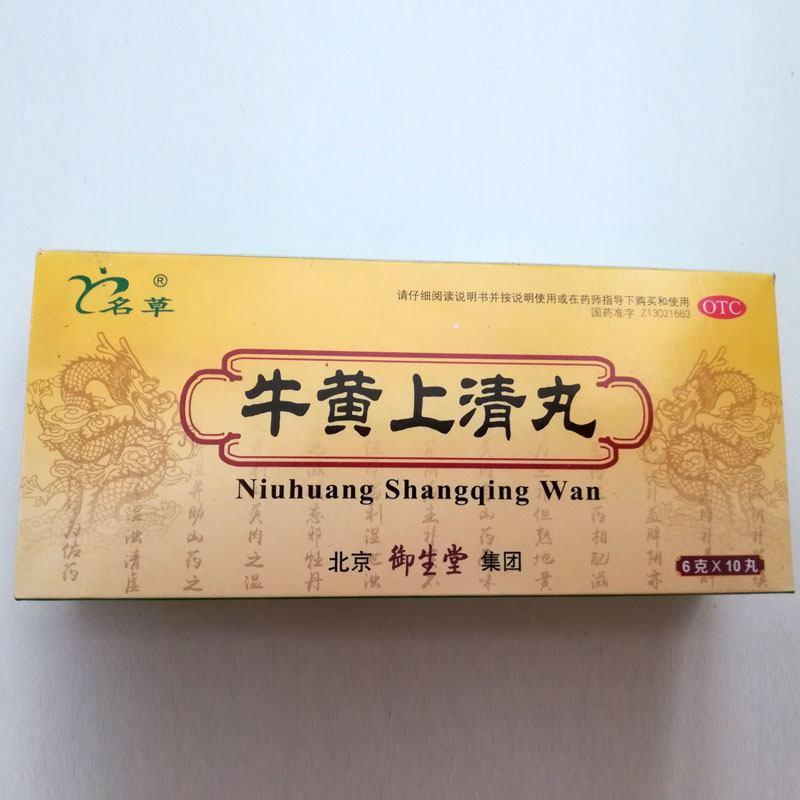 名草®
请仔细阅读说明书并按说明使用或在药师指导下购买和使用
国药准字 Z13021663
OTC
牛黄上清丸
Niuhuang Shangqing Wan
北京 御生堂 集团
6克X10丸